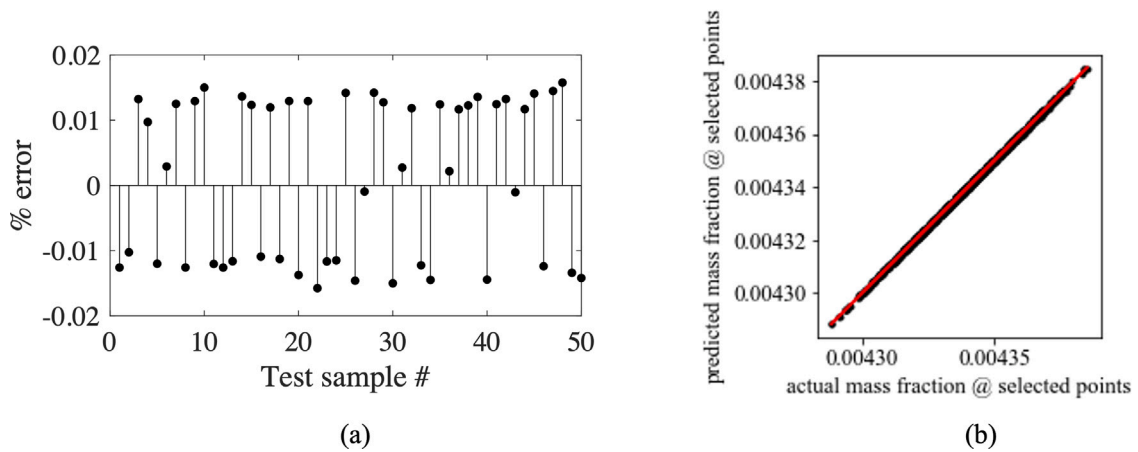 0.02
0.01
0
-0.01
-0.02
% error
0 10 20 30 40 50
Test sample #
(a)
predicted mass fraction @ selected points
0.00438
0.00436
0.00434
0.00432
0.00430
0.00430 0.00435
actual mass fraction @ selected points
(b)